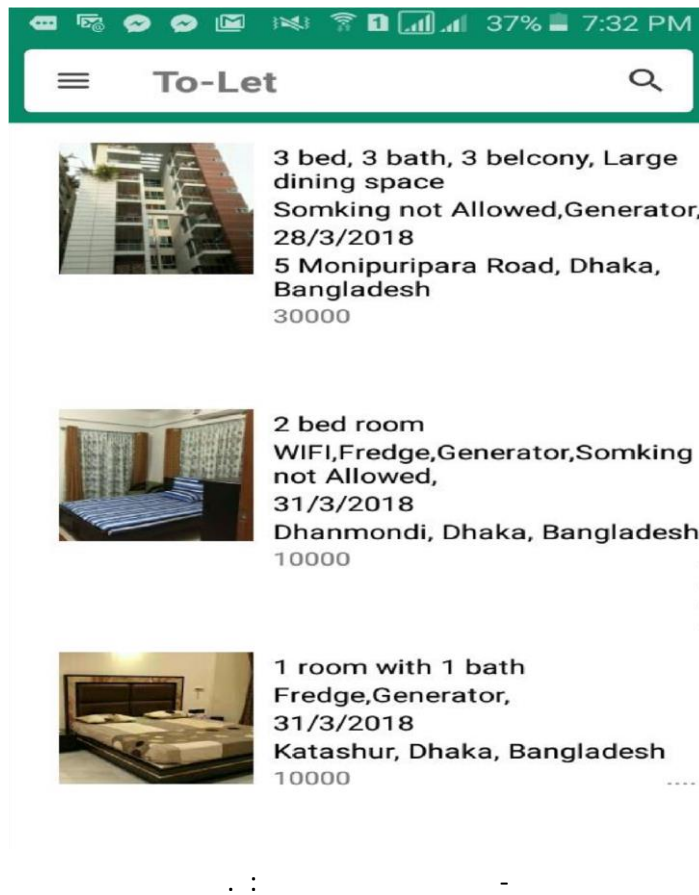 1 37% 7:32 PM
To-Let
3 bed, 3 bath, 3 belcony, Large
dining space
Somking not Allowed,Generator,
28/3/2018
5 Monipuripara Road, Dhaka,
Bangladesh
30000
2 bed room
WIFI,Fredge,Generator,Somking
not Allowed,
31/3/2018
Dhanmondi, Dhaka, Bangladesh
10000
1 room with 1 bath
Fredge,Generator,
31/3/2018
Katashur, Dhaka, Bangladesh
10000